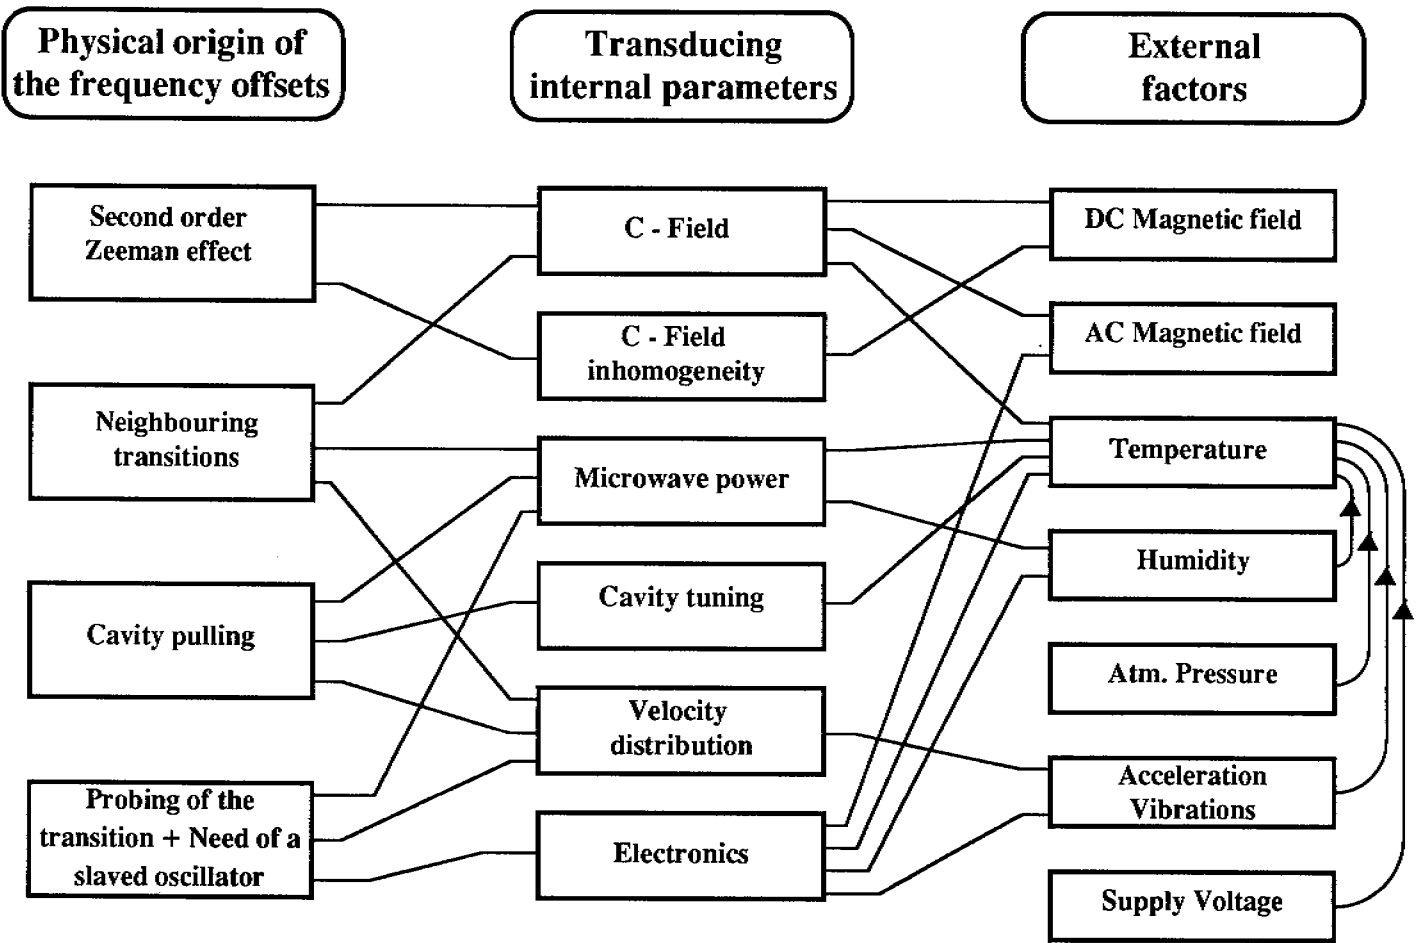 Physical origin of
the frequency offsets
Transducing
internal parameters
External
factors
Second order
Zeeman effect
Neighbouring
transitions
Cavity pulling
Probing of the
transition + Need of a
slaved oscillator
C - Field
C - Field
inhomogeneity
Microwave power
Cavity tuning
Velocity
distribution
Electronics
DC Magnetic field
AC Magnetic field
Temperature
Humidity
Atm. Pressure
Acceleration
Vibrations
Supply Voltage